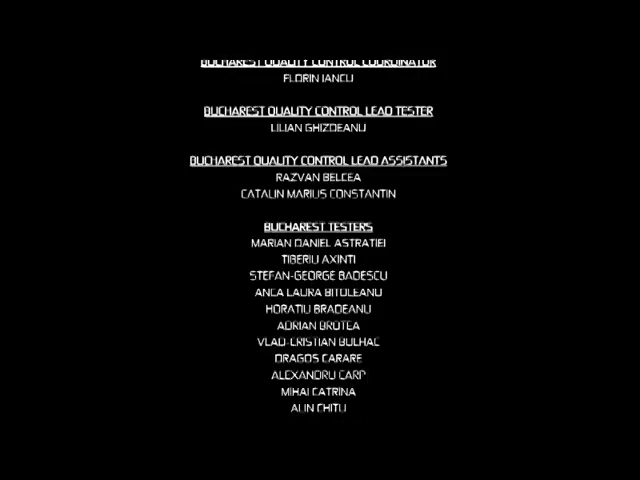 BUCHAREST QUALITY CONTROL COORDINATOR
FLORIN IANCU
BUCHAREST QUALITY CONTROL LEAD TESTER
LILIAN GHIZDEANU
BUCHAREST QUALITY CONTROL LEAD ASSISTANTS
RAZVAN BELCEA
CATALIN MARIUS CONSTANTIN
BUCHAREST TESTERS
MARIAN DANIEL ASTRATIEI
TIBERIU AXINTI
STEFAN-GEORGE BADESCU
ANCA LAURA BITOLEANU
HORATIU BRADEANU
ADRIAN BROTEA
VLAD-CRISTIAN BUHAC
DRAGOS CARARE
ALEXANDRU CARP
MIHAI CATRINA
ALIN CHITU